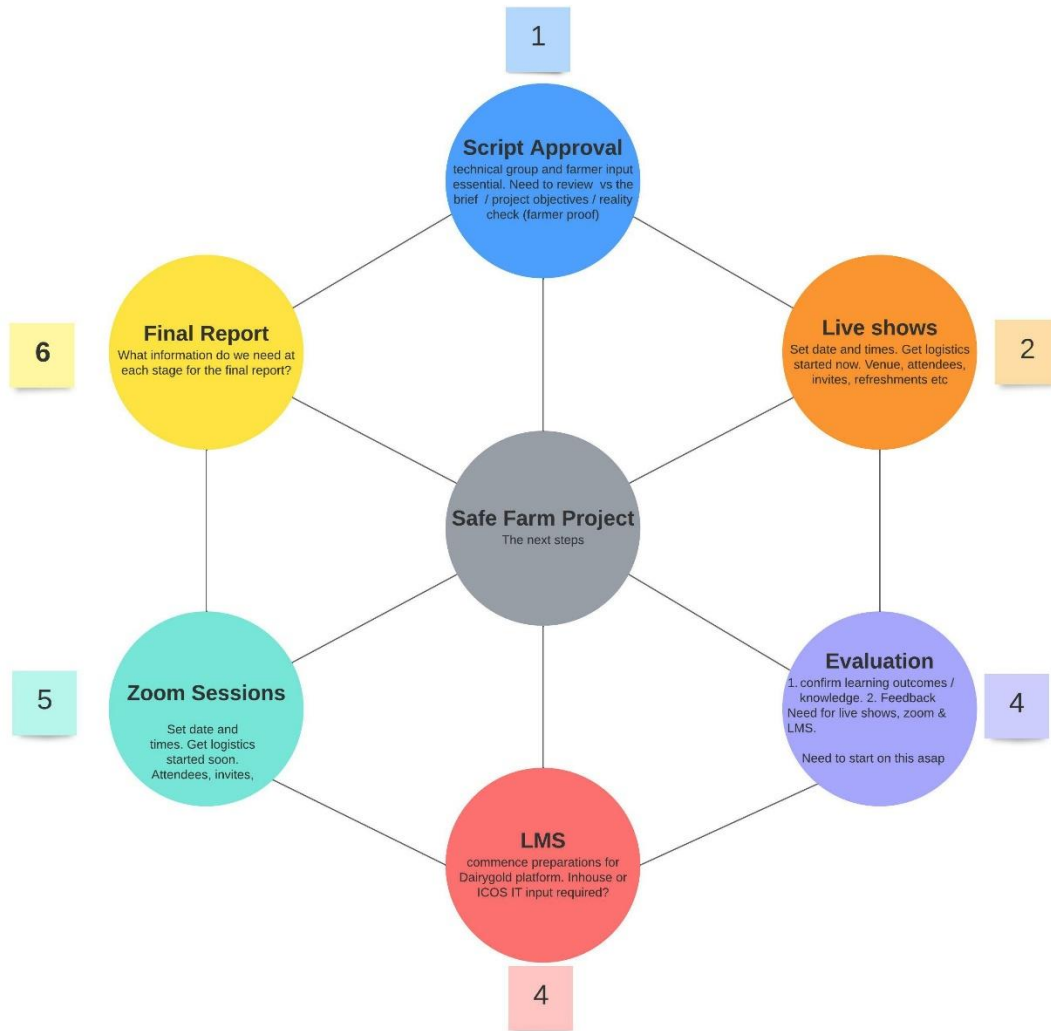 1
Script Approval
technical group and farmer input
essential. Need to review vs the
brief / project objectives / reality
check (farmer proof)
Final Report
What information do we need at
each stage for the final report?
6
Live shows
Set date and times. Get logistics
started now. Venue, attendees,
invites, refreshments etc
2
Safe Farm Project
The next steps
Zoom Sessions
Set date and
times. Get logistics
started soon.
Attendees, invites,
5
Evaluation
1. confirm learning outcomes /
knowledge. 2. Feedback
Need for live shows, zoom &
LMS.
Need to start on this asap
4
LMS
commence preparations for
Dairygold platform. Inhouse or
ICOS IT input required?
4